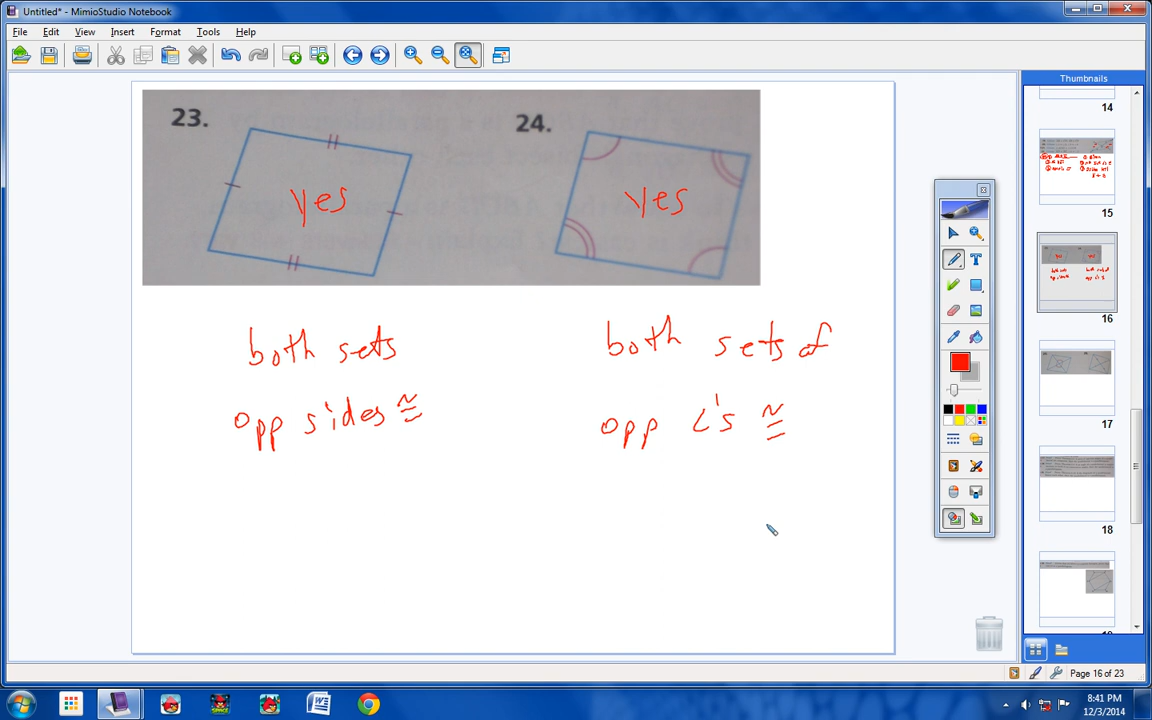 Untitled* - MimioStudio Notebook
File Edit View Insert Format Tools Help
Thumbnails
23.
24.
yes
yes
both sets
opp sides ≅
both sets of
opp ∠'s ≅
14
15
16
17
18
Page 16 of 23
8:41 PM
12/3/2014